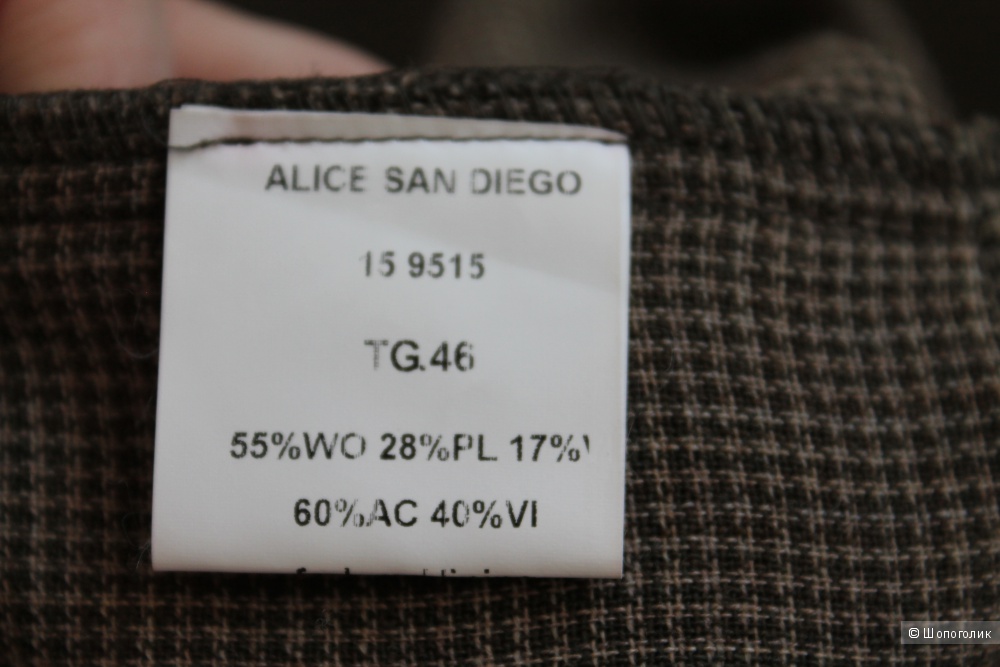 ALICE SAN DIEGO
15 9515
TG.46
55%WO 28%PL 17%
60%AC 40%VI
© Шопоголик